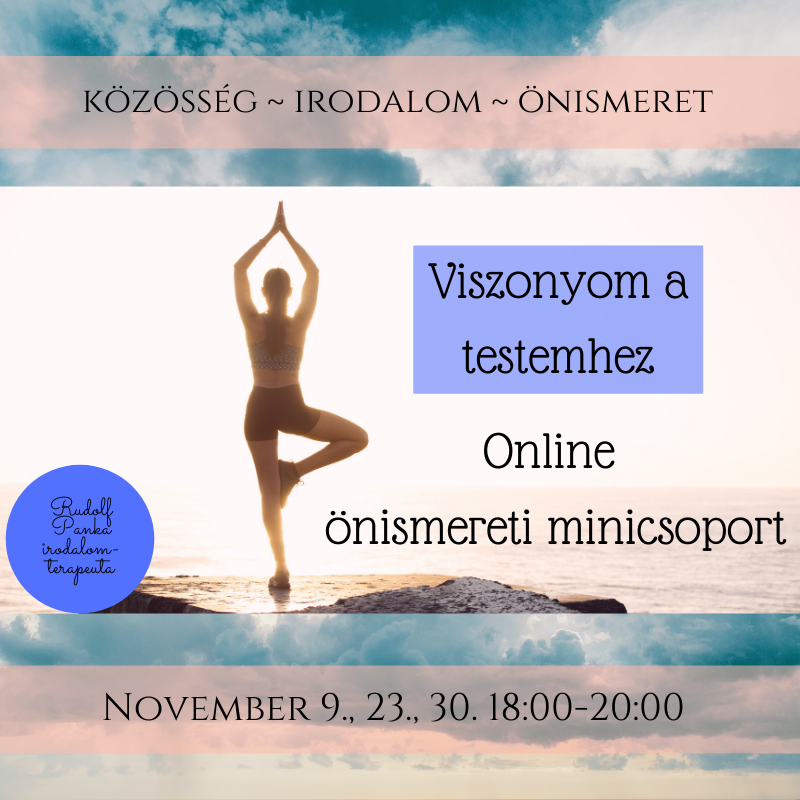 KÖZÖSSÉG ~ IRODALOM ~ ÖNISMERET
Viszonyom a
testemhez
Online
önismereti minicsoport
Rudolf
Panka
irodalom-
terapeuta
NOVEMBER 9., 23., 30. 18:00-20:00